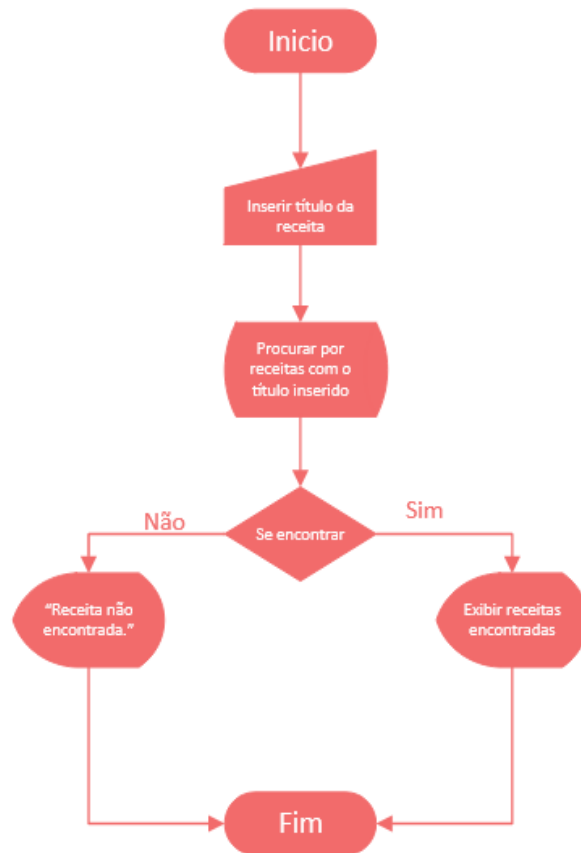 Inicio
Inserir título da
receita
Procurar por
receitas com o
título inserido
Se encontrar
Não
Sim
“Receita não
encontrada.”
Exibir receitas
encontradas
Fim